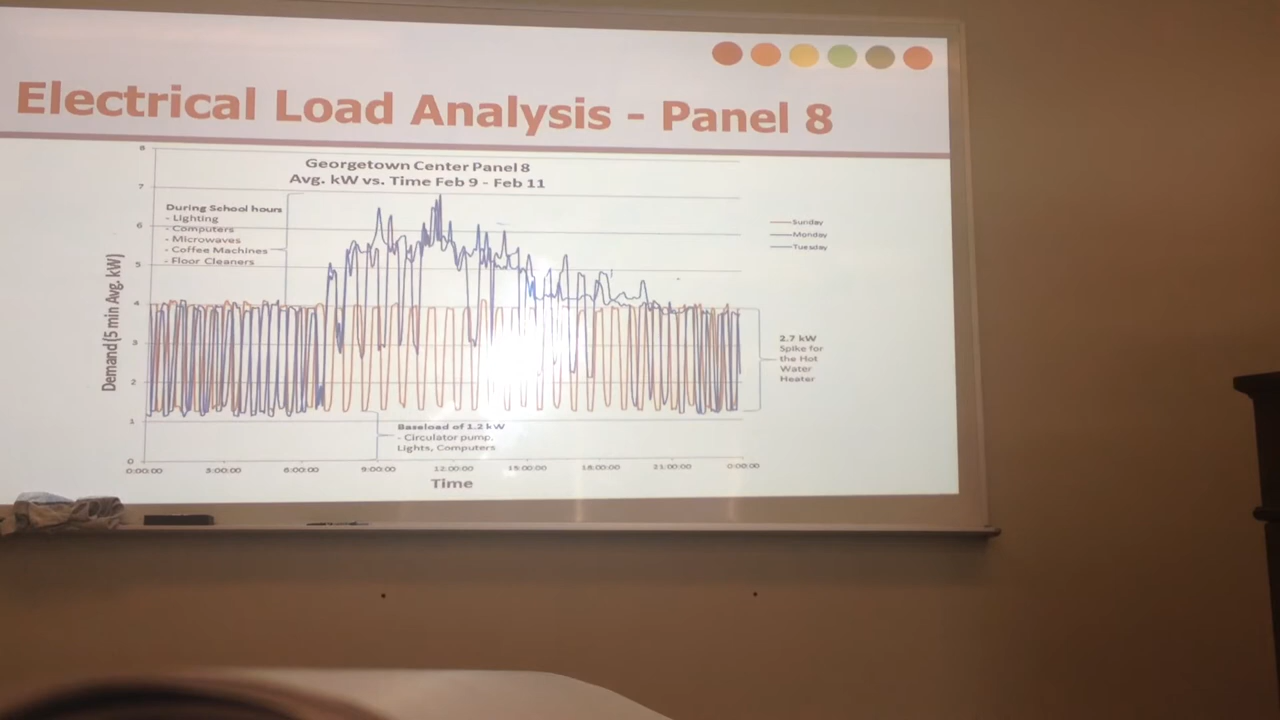 Electrical Load Analysis - Panel 8
Georgetown Center Panel 8
Avg. kW vs. Time Feb 9 - Feb 11
During School hours
- Lighting
- Computers
- Microwaves
- Coffee Machines
- Floor Cleaners
Sunday
Monday
Tuesday
Demand (5 min Avg. kW)
8
7
6
5
4
3
2
1
0
2.7 kW
Spike for
the Hot
Water
Heater
Baseload of 1.2 kW
- Circulator pump,
Lights, Computers
0:00:00 3:00:00 6:00:00 9:00:00 12:00:00 15:00:00 18:00:00 21:00:00 0:00:00
Time